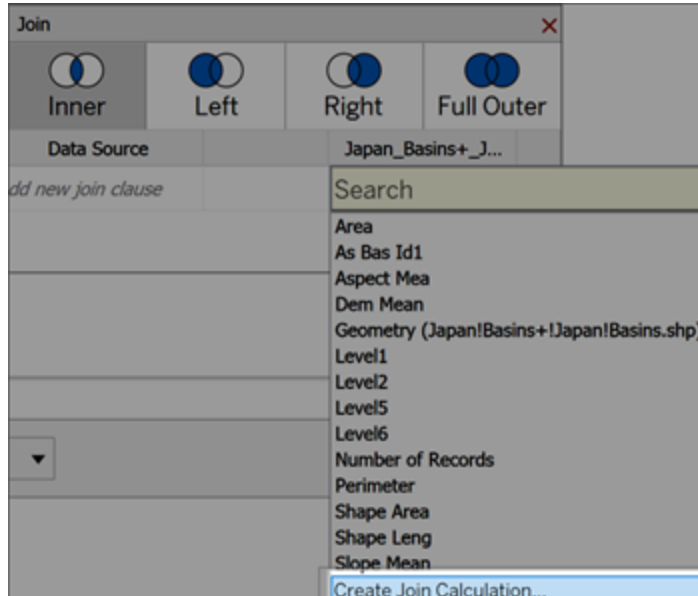 Join
Inner Left Right Full Outer
Data Source Japan_Basins+_J...
dd new join clause
Search
Area
As Bas Id1
Aspect Mea
Dem Mean
Geometry (Japan!Basins+!Japan!Basins.shp)
Level1
Level2
Level5
Level6
Number of Records
Perimeter
Shape Area
Shape Leng
Slope Mean
Create Join Calculation...